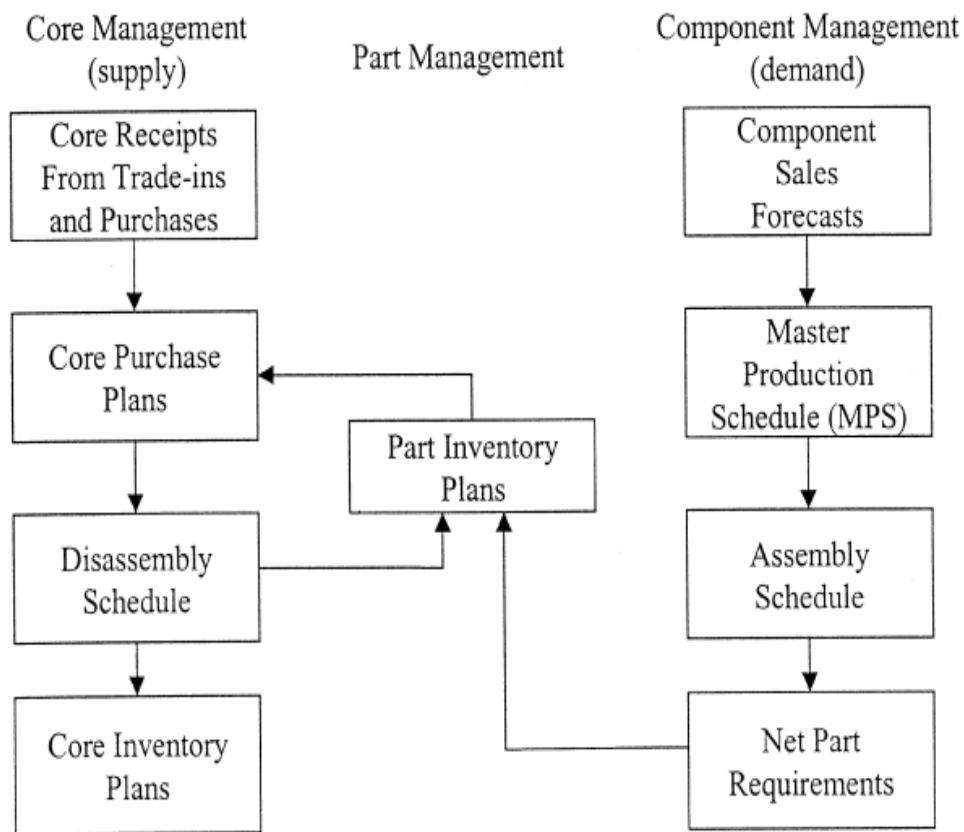 Core Management
(supply)
Part Management
Component Management
(demand)
Core Receipts
From Trade-ins
and Purchases
Component
Sales
Forecasts
Core Purchase
Plans
Master
Production
Schedule (MPS)
Part Inventory
Plans
Disassembly
Schedule
Assembly
Schedule
Core Inventory
Plans
Net Part
Requirements